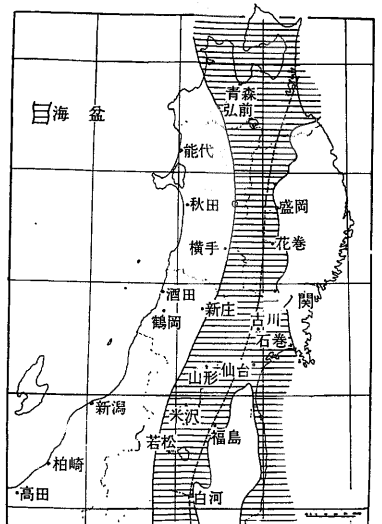 青森
弘前
目海盆
能代
秋田
盛岡
横手
花巻
酒田
一関
新庄
鶴岡
古川
石巻
仙台
山形
新潟
米沢
若松
福島
柏崎
高田
白河